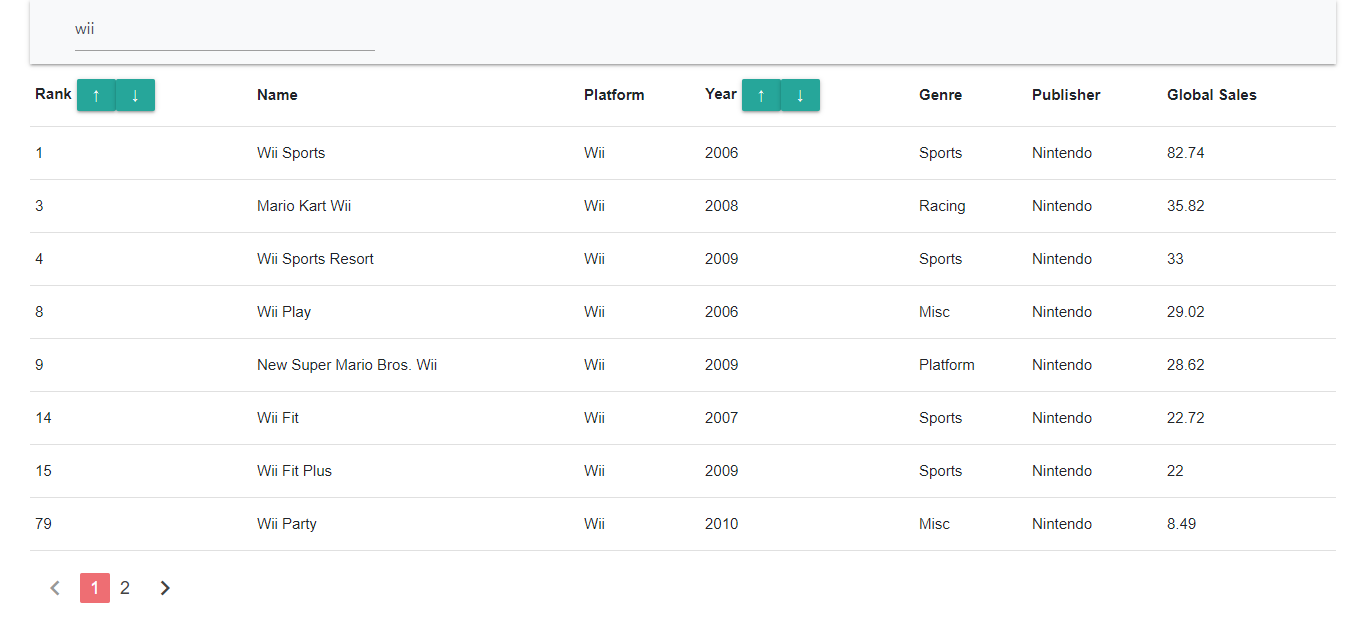 wii
Rank ↑ ↓ Name Platform Year ↑ ↓ Genre Publisher Global Sales
1 Wii Sports Wii 2006 Sports Nintendo 82.74
3 Mario Kart Wii Wii 2008 Racing Nintendo 35.82
4 Wii Sports Resort Wii 2009 Sports Nintendo 33
8 Wii Play Wii 2006 Misc Nintendo 29.02
9 New Super Mario Bros. Wii Wii 2009 Platform Nintendo 28.62
14 Wii Fit Wii 2007 Sports Nintendo 22.72
15 Wii Fit Plus Wii 2009 Sports Nintendo 22
79 Wii Party Wii 2010 Misc Nintendo 8.49
1 2